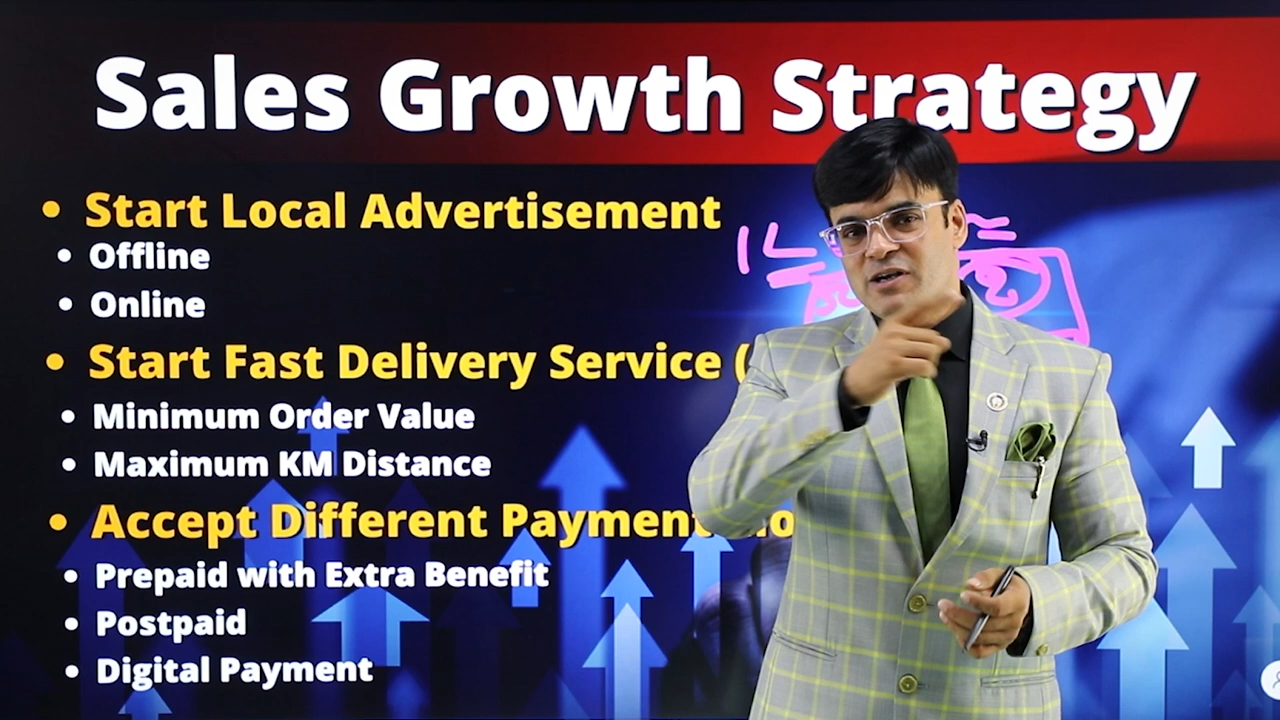 Sales Growth Strategy
• Start Local Advertisement
• Offline
• Online
• Start Fast Delivery Service (
• Minimum Order Value
• Maximum KM Distance
• Accept Different Payment
• Prepaid with Extra Benefit
• Postpaid
• Digital Payment